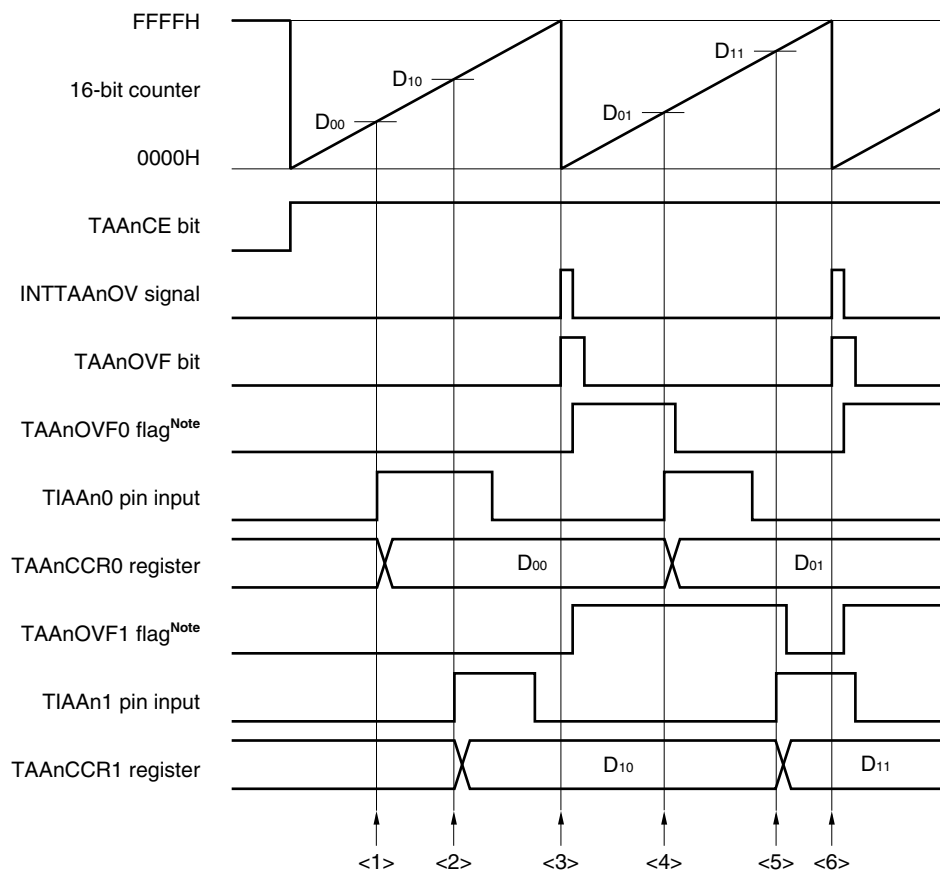 FFFFH
16-bit counter
0000H
D00
D10
D01
D11
TAAnCE bit
INTTAAnOV signal
TAAnOVF bit
TAAnOVF0 flagNote
TIAAn0 pin input
TAAnCCR0 register
D00
D01
TAAnOVF1 flagNote
TIAAn1 pin input
TAAnCCR1 register
D10
D11
<1> <2> <3> <4> <5> <6>